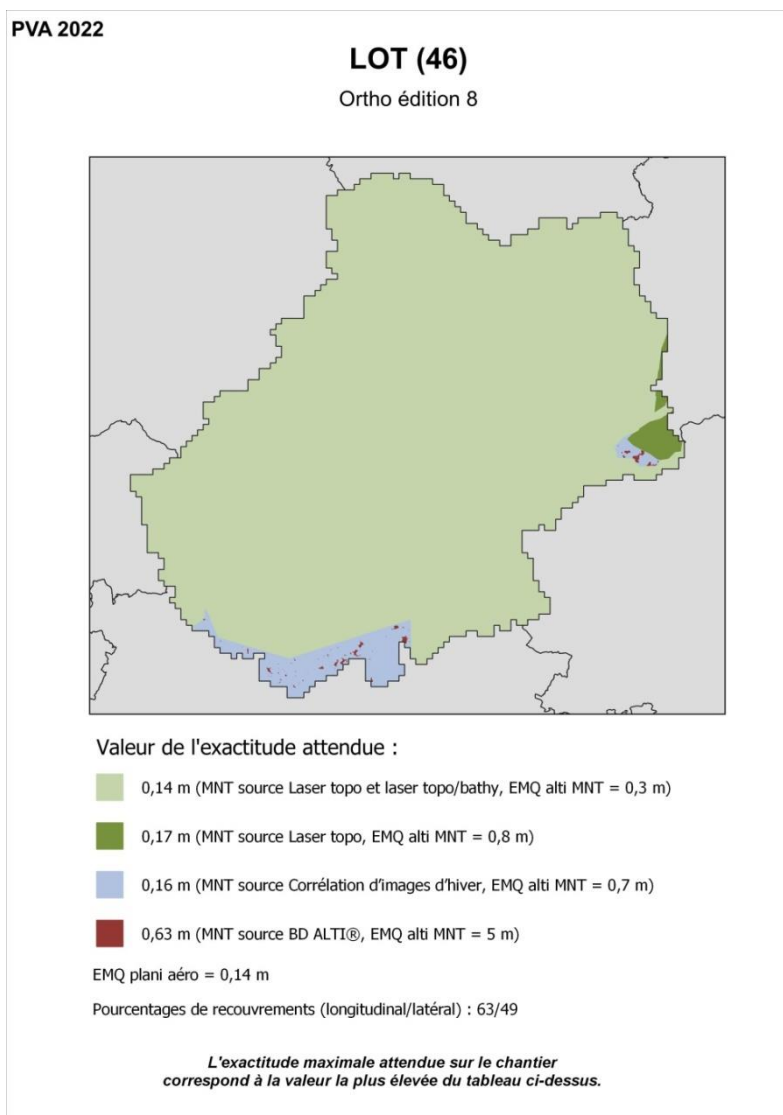 PVA 2022
LOT (46)
Ortho édition 8
Valeur de l'exactitude attendue :
0,14 m (MNT source Laser topo et laser topo/bathy, EMQ alti MNT = 0,3 m)
0,17 m (MNT source Laser topo, EMQ alti MNT = 0,8 m)
0,16 m (MNT source Corrélation d’images d’hiver, EMQ alti MNT = 0,7 m)
0,63 m (MNT source BD ALTI®, EMQ alti MNT = 5 m)
EMQ plani aéro = 0,14 m
Pourcentages de recouvrements (longitudinal/latéral) : 63/49
L'exactitude maximale attendue sur le chantier
correspond à la valeur la plus élevée du tableau ci-dessus.